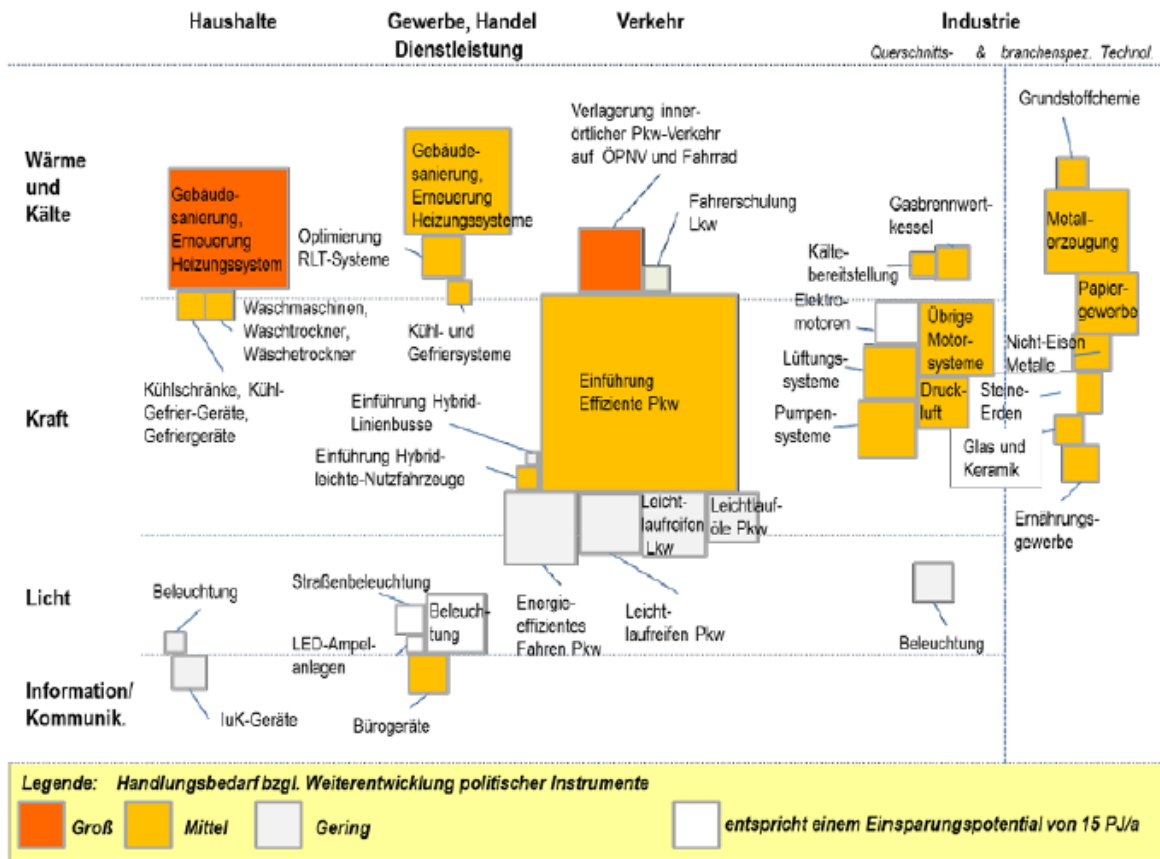 Haushalte
Gewerbe, Handel
Dienstleistung
Verkehr
Industrie
Querschnitts- & branchenspez. Technol.
Wärme
und
Kälte
Gebäude-
sanierung,
Erneuerung
Heizungssystem
Waschmaschinen,
Waschtrockner,
Wäschetrockner
Kühlschränke, Kühl-
Gefrier-Geräte,
Gefriergeräte
Gebäude-
sanierung,
Erneuerung
Heizungssysteme
Optimierung
RLT-Systeme
Kühl- und
Gefriersysteme
Verlagerung inner-
örtlicher Pkw-Verkehr
auf ÖPNV und Fahrrad
Fahrerschulung
Lkw
Gasbrennwert-
kessel
Kälte-
bereitstellung
Grundstoffchemie
Metall-
erzeugung
Papier-
gewerbe
Kraft
Einführung
Effiziente Pkw
Einführung Hybrid-
Linienbusse
Einführung Hybrid-
leichte-Nutzfahrzeuge
Elektro-
motoren
Übrige
Motor-
systeme
Lüftungs-
systeme
Druck-
luft
Pumpen-
systeme
Nicht-Eisen
Metalle
Steine-
Erden
Glas und
Keramik
Ernährungs-
gewerbe
Leicht-
laufreifen
Lkw
Leichtlauf-
öle Pkw
Energie-
effizientes
Fahren Pkw
Leicht-
laufreifen Pkw
Licht
Beleuchtung
Straßenbeleuchtung
Beleuch-
tung
LED-Ampel-
anlagen
Beleuchtung
Information/
Kommunik.
IuK-Geräte
Bürogeräte
Legende: Handlungsbedarf bzgl. Weiterentwicklung politischer Instrumente
Groß
Mittel
Gering
entspricht einem Einsparungspotential von 15 PJ/a